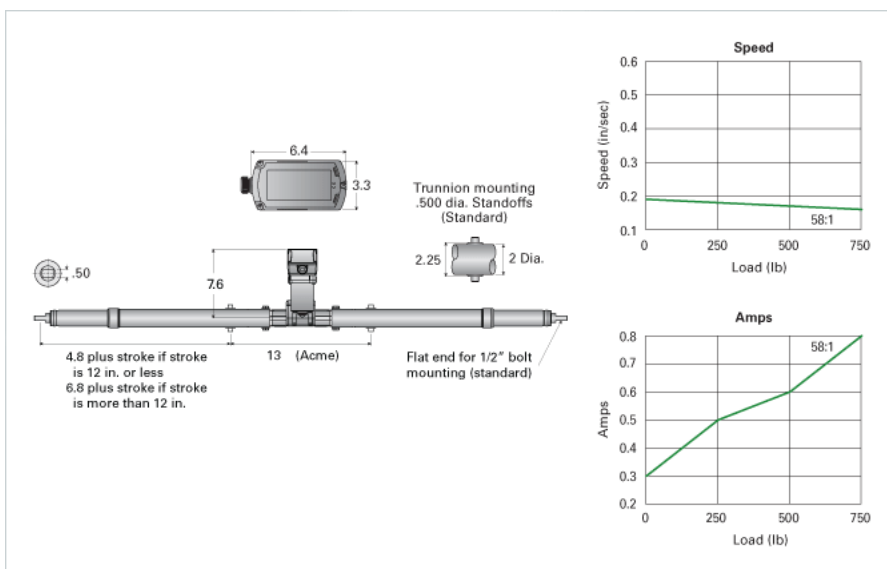 6.4
3.3
Trunnion mounting
.500 dia. Standoffs
(Standard)
2.25
2 Dia.
.50
7.6
4.8 plus stroke if stroke
is 12 in. or less
6.8 plus stroke if stroke
is more than 12 in.
13 (Acme)
Flat end for 1/2" bolt
mounting (standard)
Speed
Speed (in/sec)
0.6
0.5
0.4
0.3
0.2
0.1
58:1
0 250 500 750
Load (lb)
Amps
Amps
0.8
0.7
0.6
0.5
0.4
0.3
0.2
58:1
0 250 500 750
Load (lb)